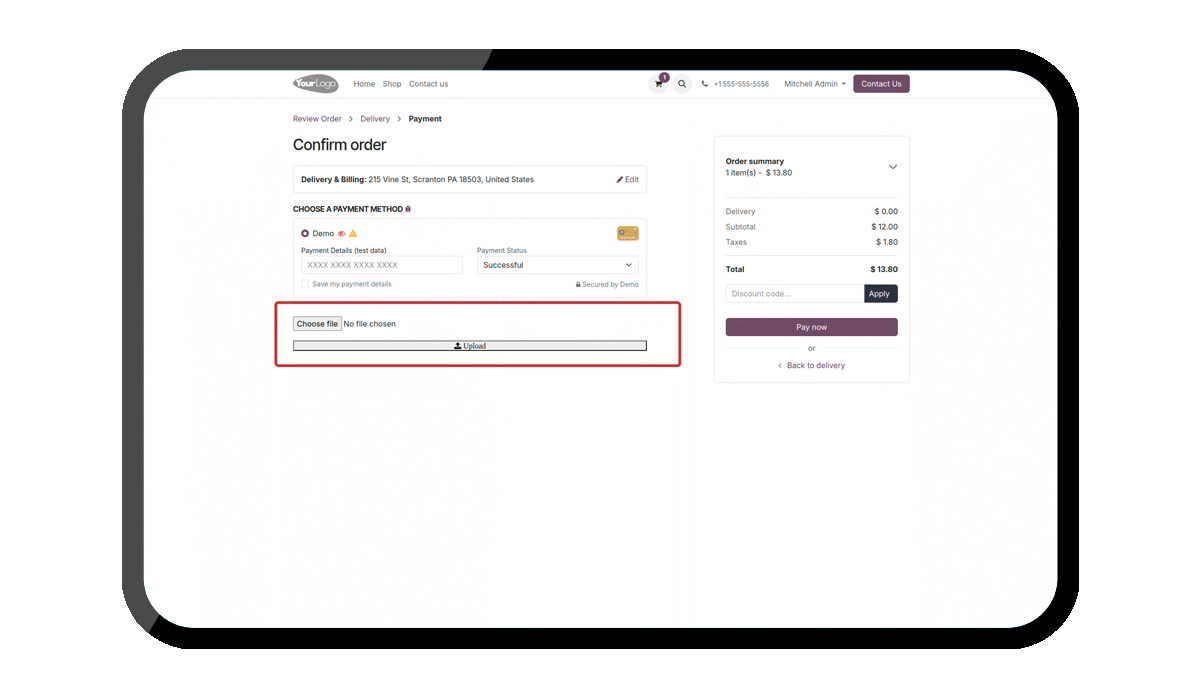 YourLogo Home Shop Contact us 1 +1 555-555-5556 Mitchell Admin Contact Us
Review Order > Delivery > Payment
Confirm order
Delivery & Billing: 215 Vine St, Scranton PA 18503, United States Edit
CHOOSE A PAYMENT METHOD
Demo
Payment Details (test data) Payment Status
XXXX XXXX XXXX XXXX Successful
Save my payment details Secured by Demo
Choose file No file chosen
Upload
Order summary
1 item(s) - $ 13.80
Delivery $ 0.00
Subtotal $ 12.00
Taxes $ 1.80
Total $ 13.80
Discount code... Apply
Pay now
or
< Back to delivery